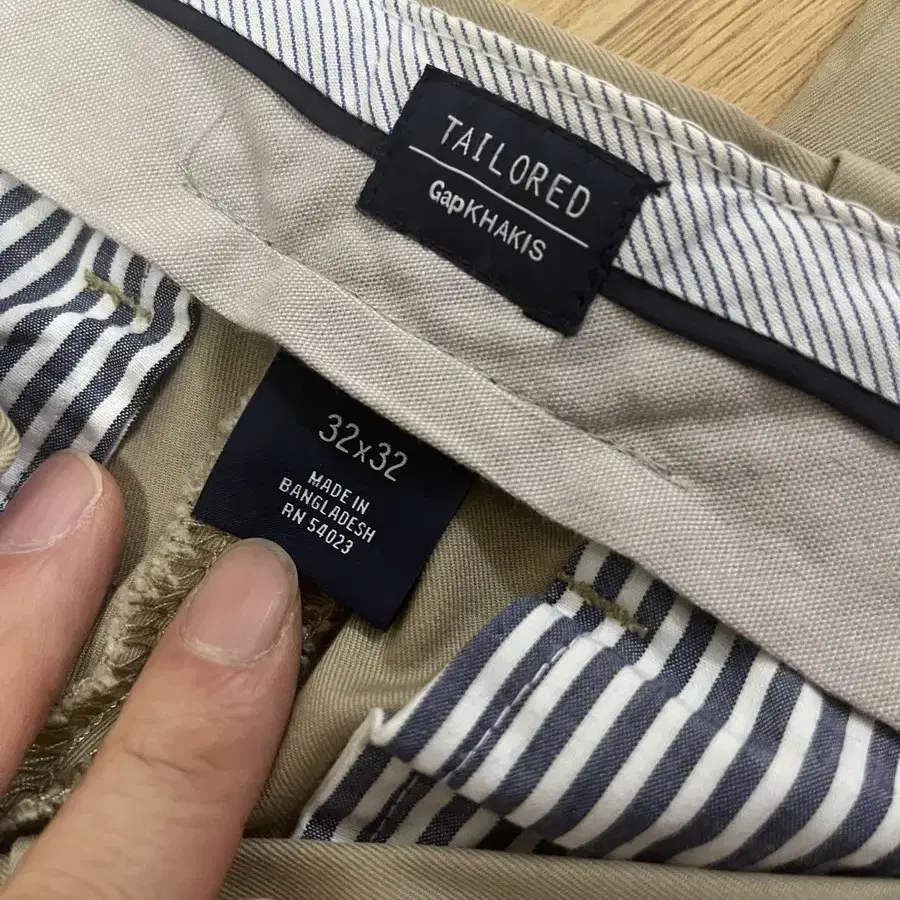 TAILORED
GapKHAKIS
32x32
MADE IN
BANGLADESH
RN 54023